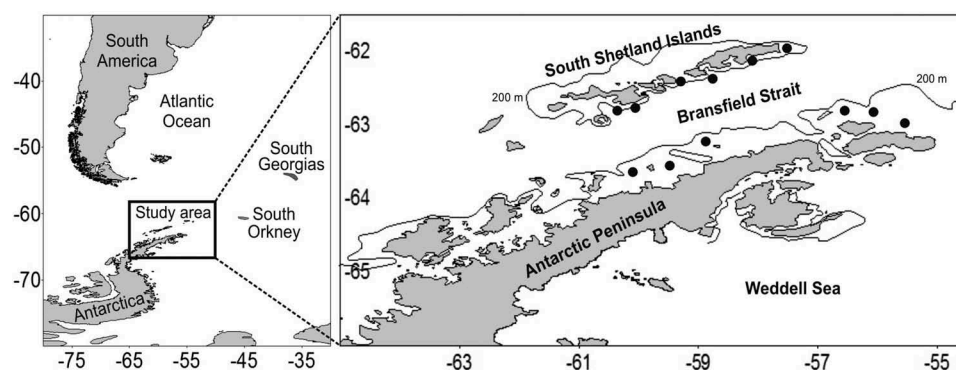 South
America
Atlantic
Ocean
South
Georgias
Study area
South
Orkney
Antarctica
-40
-50
-60
-70
-75
-65
-55
-45
-35
South Shetland Islands
200 m
Bransfield Strait
200 m
Antarctic Peninsula
Weddell Sea
-62
-63
-64
-65
-63
-61
-59
-57
-55